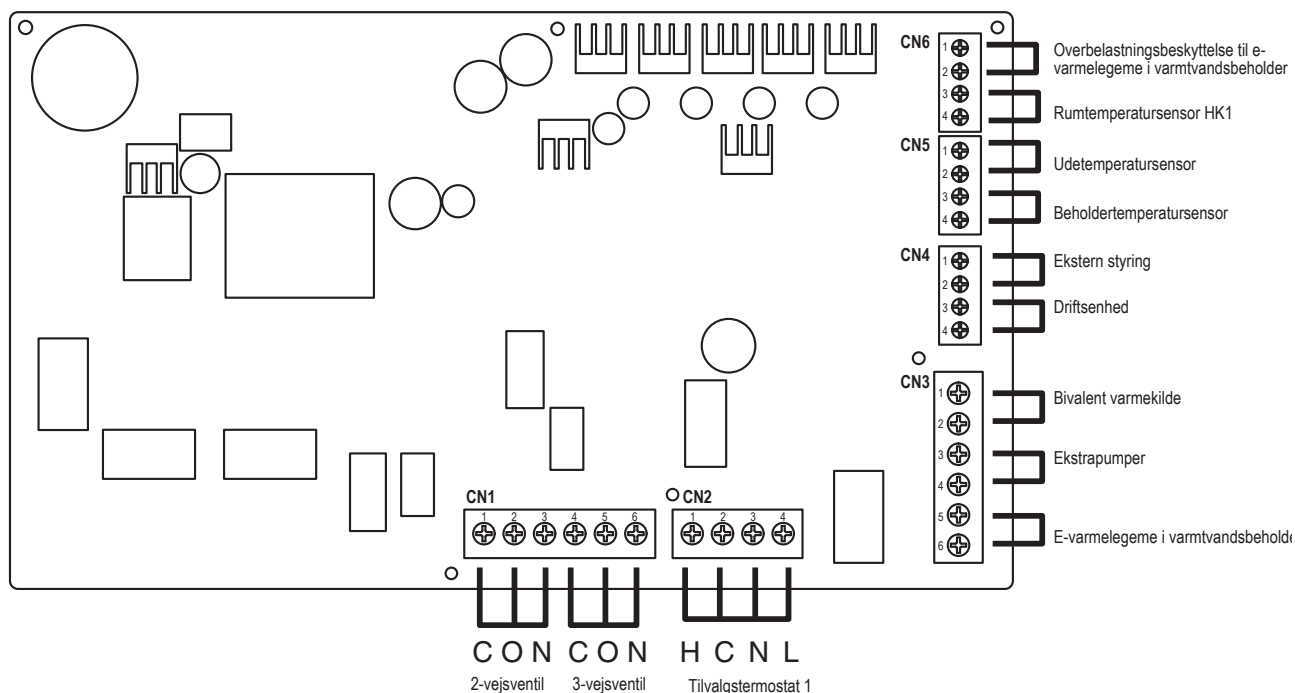 CN6
1
2
3
4
Overbelastningsbeskyttelse til e-
varmelegeme i varmtvandsbeholder
Rumtemperatursensor HK1
CN5
1
2
3
4
Udetemperatursensor
Beholdertemperatursensor
CN4
1
2
3
4
Ekstern styring
Driftsenhed
CN3
1
2
3
4
5
6
Bivalent varmekilde
Ekstrapumper
E-varmelegeme i varmtvandsbeholde
CN1
1 2 3 4 5 6
CN2
1 2 3 4
C O N C O N H C N L
2-vejsventil 3-vejsventil Tilvalgstermostat 1